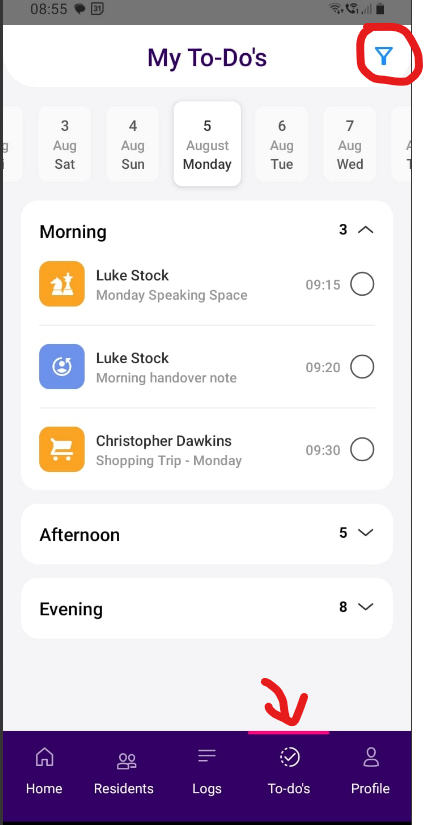 08:55 31
My To-Do's
3 4 5 6 7
g Aug Aug August Aug Aug A
i Sat Sun Monday Tue Wed T
Morning 3
Luke Stock
Monday Speaking Space 09:15
Luke Stock
Morning handover note 09:20
Christopher Dawkins
Shopping Trip - Monday 09:30
Afternoon 5
Evening 8
Home Residents Logs To-do's Profile